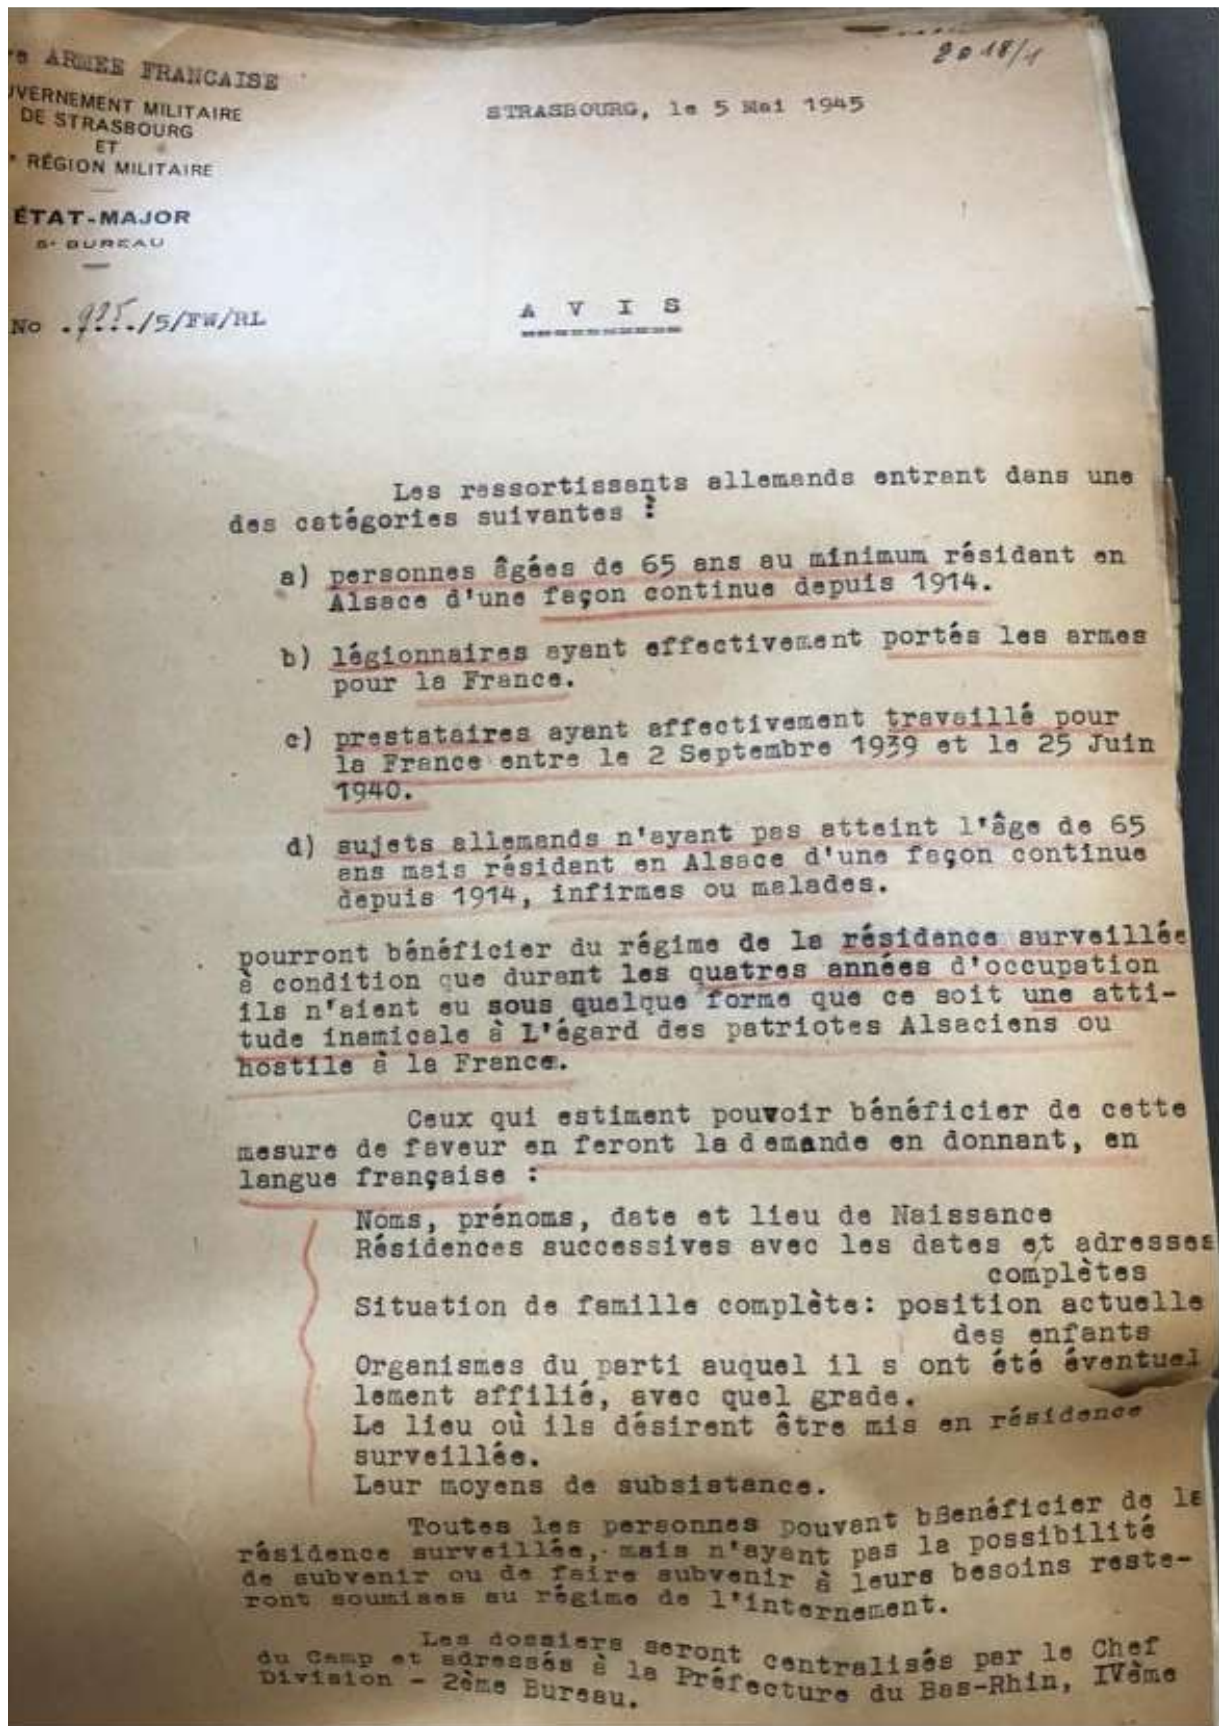 2018/1
re ARMEE FRANCAISE
UVERNEMENT MILITAIRE
DE STRASBOURG
ET
RÉGION MILITAIRE
STRASBOURG, le 5 Mai 1945
ÉTAT-MAJOR
5e BUREAU
No .925./5/FW/RL
A V I S
Les ressortissants allemands entrant dans une
des catégories suivantes :
a) personnes âgées de 65 ans au minimum résidant en
Alsace d'une façon continue depuis 1914.
b) légionnaires ayant effectivement portés les armes
pour la France.
c) prestataires ayant effectivement travaillé pour
la France entre le 2 Septembre 1939 et le 25 Juin
1940.
d) sujets allemands n'ayant pas atteint l'âge de 65
ans mais résidant en Alsace d'une façon continue
depuis 1914, infirmes ou malades.
pourront bénéficier du régime de la résidence surveillée
à condition que durant les quatres années d'occupation
ils n'aient eu sous quelque forme que ce soit une atti-
tude inamicale à L'égard des patriotes Alsaciens ou
hostile à la France.
Ceux qui estiment pouvoir bénéficier de cette
mesure de faveur en feront la demande en donnant, en
langue française :
Noms, prénoms, date et lieu de Naissance
Résidences successives avec les dates et adresses
complètes
Situation de famille complète: position actuelle
des enfants
Organismes du parti auquel il s ont été éventuel
lement affilié, avec quel grade.
Le lieu où ils désirent être mis en résidence
surveillée.
Leur moyens de subsistance.
Toutes les personnes pouvant bBenéficier de la
résidence surveillée, mais n'ayant pas la possibilité
de subvenir ou de faire subvenir à leurs besoins reste-
ront soumises au régime de l'internement.
Les dossiers seront centralisés par le Chef
du Camp et adressés à la Préfecture du Bas-Rhin, IVème
Division - 2ème Bureau.